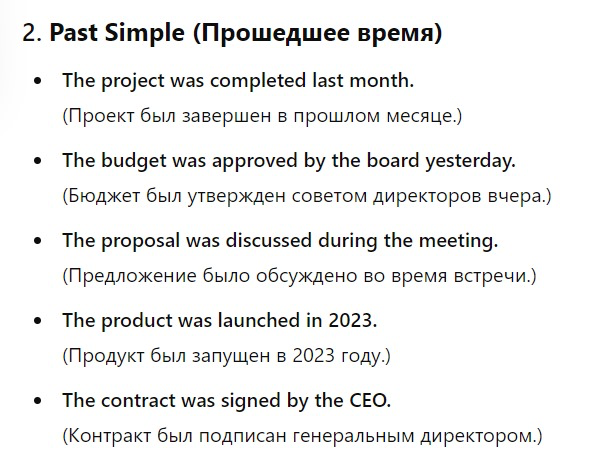 2. Past Simple (Прошедшее время)
• The project was completed last month.
(Проект был завершен в прошлом месяце.)
• The budget was approved by the board yesterday.
(Бюджет был утвержден советом директоров вчера.)
• The proposal was discussed during the meeting.
(Предложение было обсуждено во время встречи.)
• The product was launched in 2023.
(Продукт был запущен в 2023 году.)
• The contract was signed by the CEO.
(Контракт был подписан генеральным директором.)